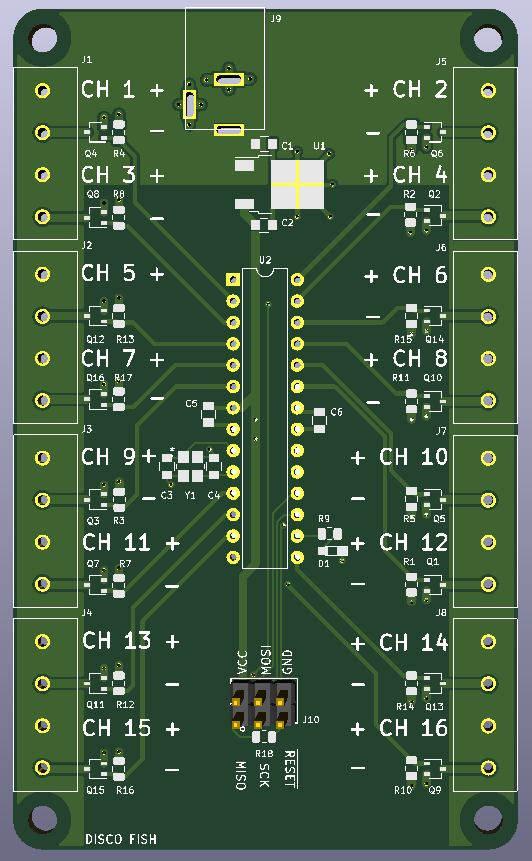 J9
J1
J5
CH 1 +
+ CH 2
−
−
Q4 R4
C1
U1
R6 Q6
CH 3 +
+ CH 4
Q8 R8
R2 Q2
−
−
C2
J2
U2
J6
CH 5 +
+ CH 6
−
−
Q12 R13
R15 Q14
CH 7 +
+ CH 8
Q16 R17
R11 Q10
−
−
C5
C6
J3
J7
CH 9 +
+ CH 10
C3 Y1 C4
−
−
Q3 R3
R5 Q5
R9
CH 11 +
+ CH 12
D1
Q7 R7
R1 Q1
−
−
J4
J8
CH 13 +
+ CH 14
VCC
MOSI
GND
−
−
Q11 R12
R14 Q13
J10
CH 15 +
+ CH 16
R18
MISO
SCK
RESET
−
−
Q15 R16
R10 Q9
DISCO FISH